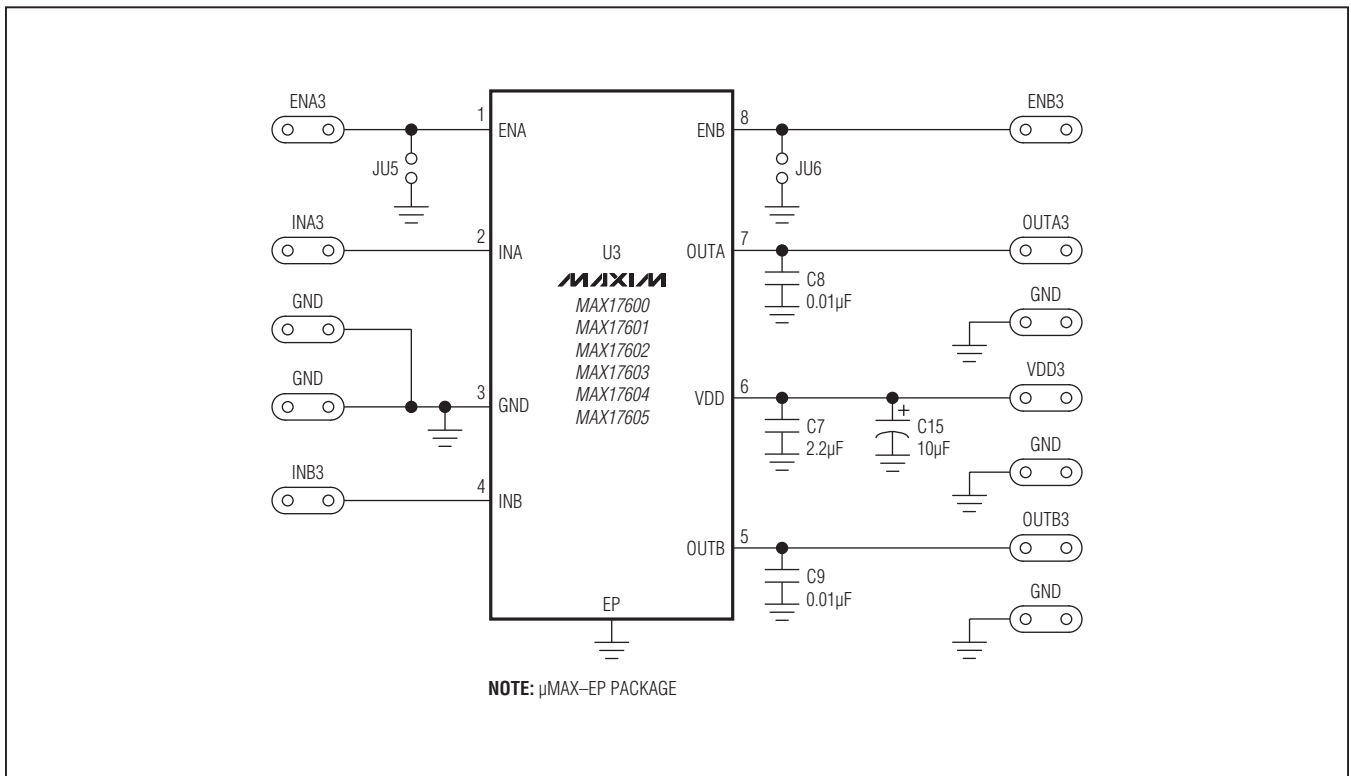 ENA3
1
ENA
JU5
INA3
2
INA
GND
GND
3
GND
INB3
4
INB
U3
MAXIM
MAX17600
MAX17601
MAX17602
MAX17603
MAX17604
MAX17605
EP
ENB
8
ENB3
JU6
OUTA
7
OUTA3
C8
0.01µF
GND
VDD
6
VDD3
C7
2.2µF
+
C15
10µF
GND
OUTB
5
OUTB3
C9
0.01µF
GND
NOTE: µMAX–EP PACKAGE